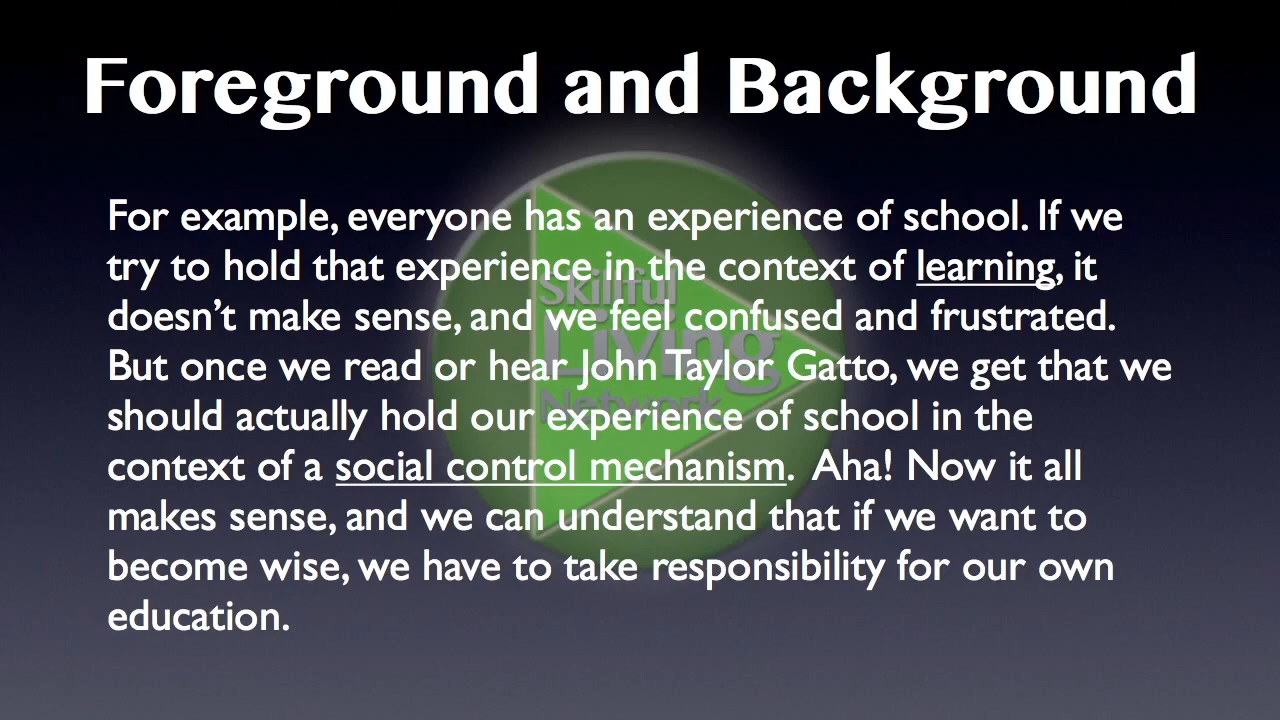 Foreground and Background
For example, everyone has an experience of school. If we
try to hold that experience in the context of learning, it
doesn't make sense, and we feel confused and frustrated.
But once we read or hear John Taylor Gatto, we get that we
should actually hold our experience of school in the
context of a social control mechanism.  Aha! Now it all
makes sense, and we can understand that if we want to
become wise, we have to take responsibility for our own
education.
Skillful
Living
Network